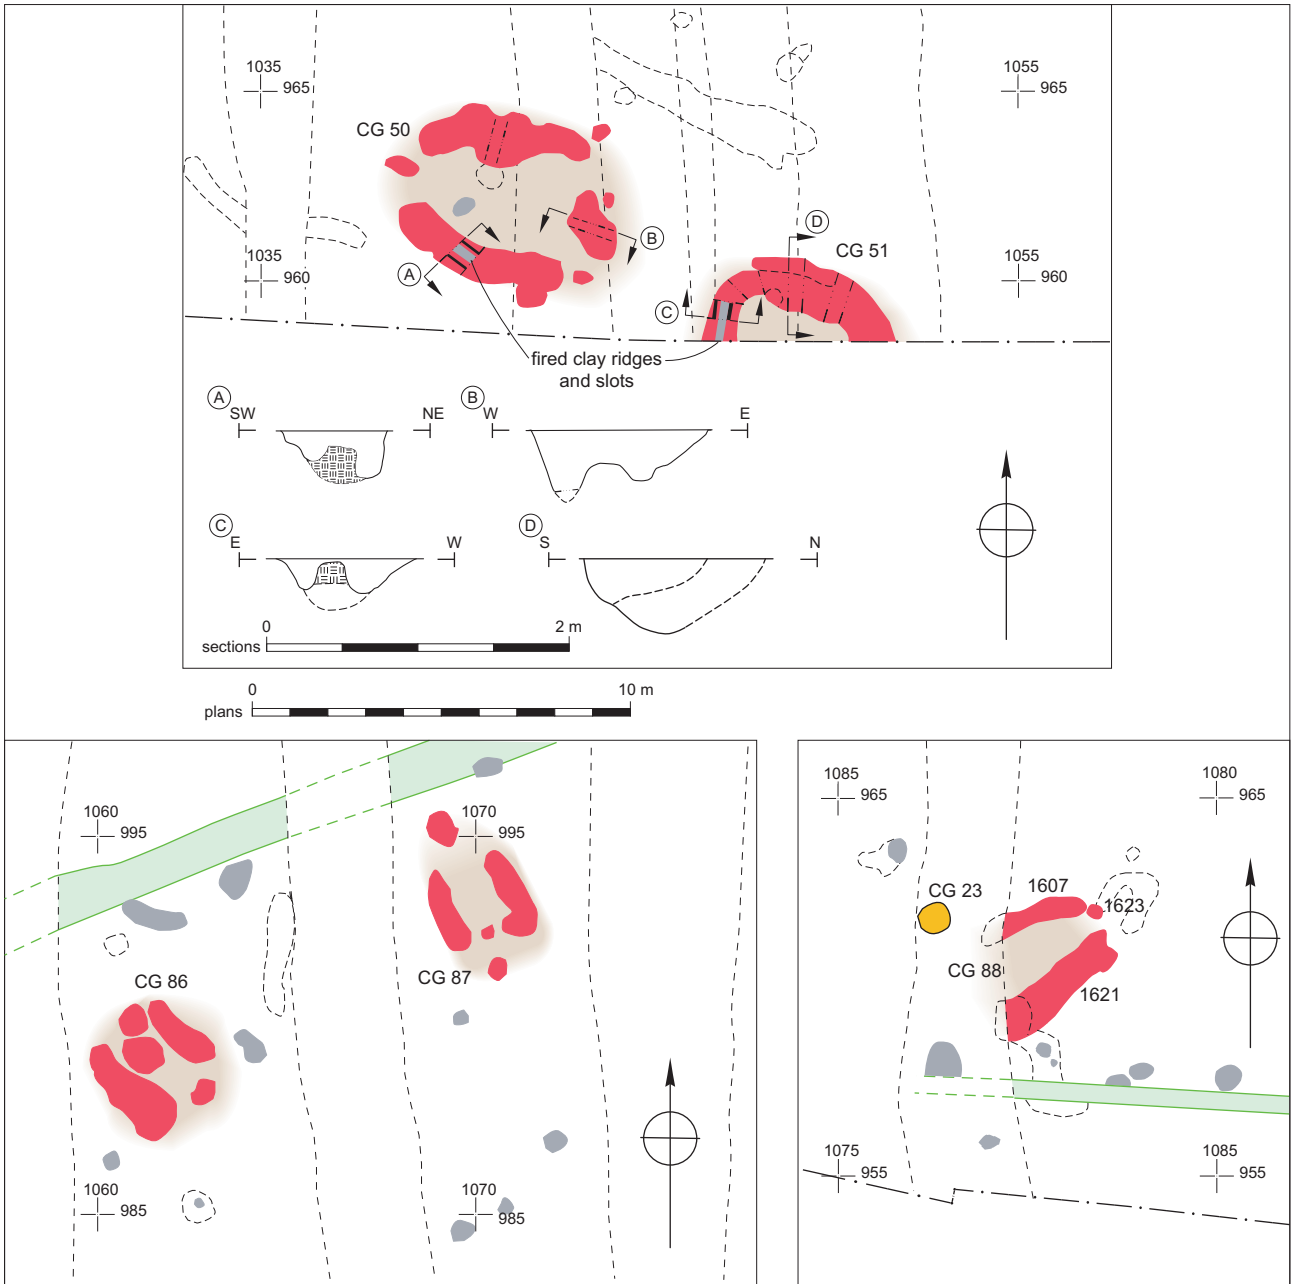 1035
965
1055
965
CG 50
D
B
CG 51
1035
960
A
1055
960
C
fired clay ridges
and slots
A
SW
NE
B
W
E
C
E
W
D
S
N
0
2 m
sections
0
10 m
plans
1060
995
1070
995
CG 86
CG 87
1060
985
1070
985
1085
965
1080
965
CG 23
1607
1623
CG 88
1621
1075
955
1085
955